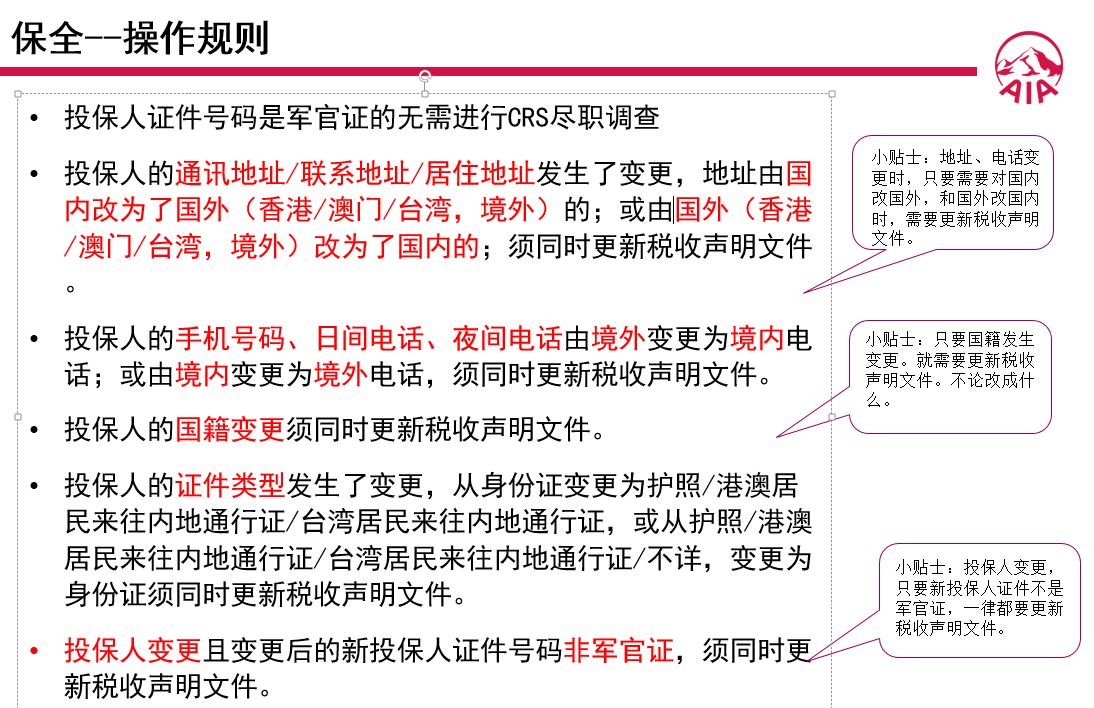 保全--操作规则
AIA
• 投保人证件号码是军官证的无需进行CRS尽职调查
• 投保人的通讯地址/联系地址/居住地址发生了变更，地址由国
内改为了国外（香港/澳门/台湾，境外）的；或由国外（香港
/澳门/台湾，境外）改为了国内的；须同时更新税收声明文件
。
• 投保人的手机号码、日间电话、夜间电话由境外变更为境内电
话；或由境内变更为境外电话，须同时更新税收声明文件。
• 投保人的国籍变更须同时更新税收声明文件。
• 投保人的证件类型发生了变更，从身份证变更为护照/港澳居
民来往内地通行证/台湾居民来往内地通行证，或从护照/港澳
居民来往内地通行证/台湾居民来往内地通行证/不详，变更为
身份证须同时更新税收声明文件。
• 投保人变更且变更后的新投保人证件号码非军官证，须同时更
新税收声明文件。
小贴士：地址、电话变
更时，只要需要对国内
改国外，和国外改国内
时，需要更新税收声明
文件。
小贴士：只要国籍发生
变更。就需要更新税收
声明文件。不论改成什
么。
小贴士：投保人变更，
只要新投保人证件不是
军官证，一律都要更新
税收声明文件。